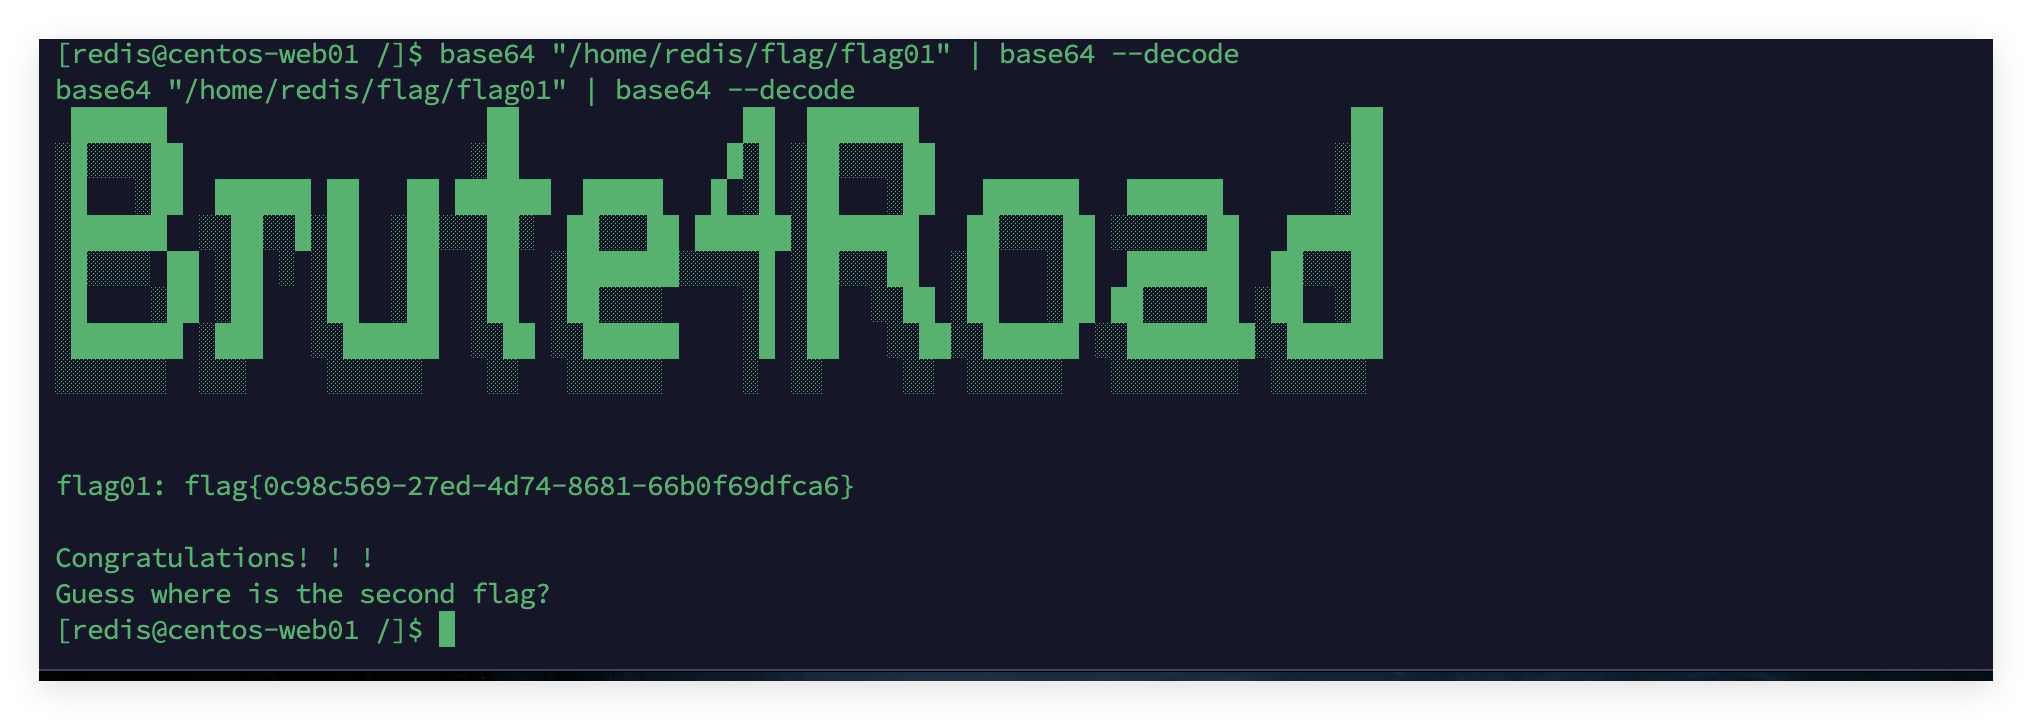 [redis@centos-web01 /]$ base64 "/home/redis/flag/flag01" | base64 --decode
base64 "/home/redis/flag/flag01" | base64 --decode
Brute4Road
flag01: flag{0c98c569-27ed-4d74-8681-66b0f69dfca6}
Congratulations! ! !
Guess where is the second flag?
[redis@centos-web01 /]$